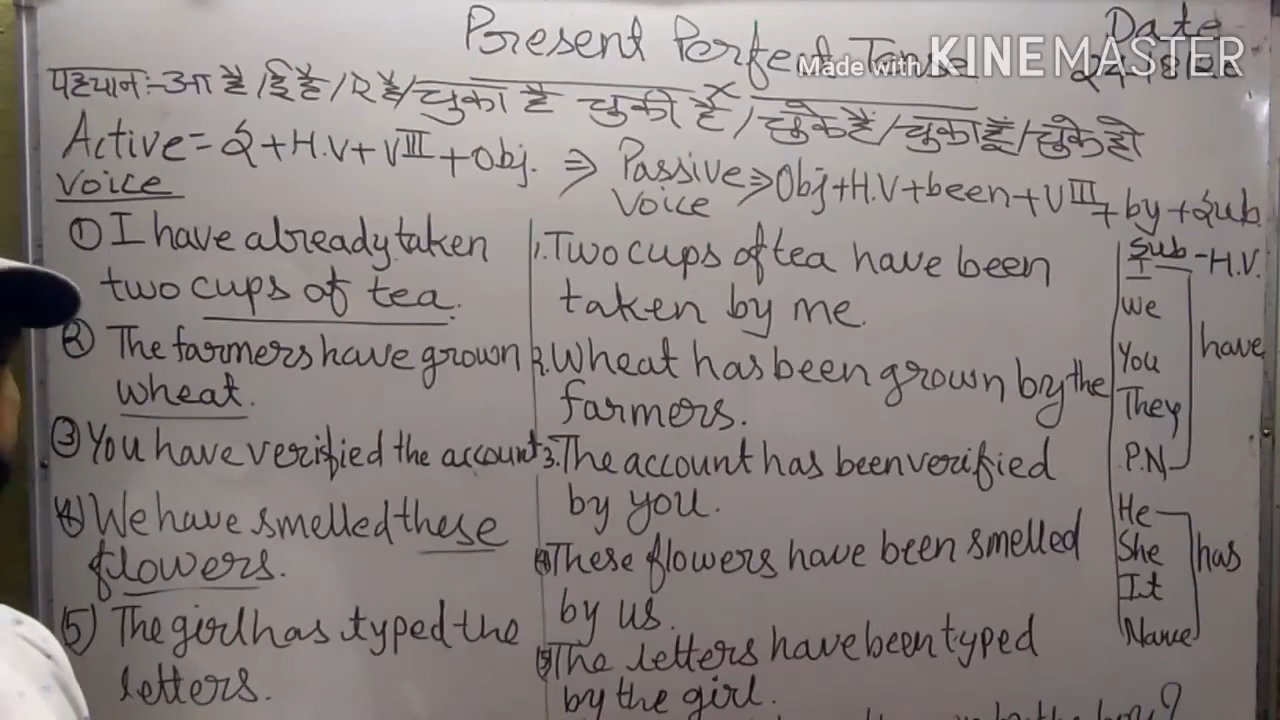 Present Perfect Tense
Date
Made with KINEMASTER
पहचान:- आ है/ई है/ए है/चुका है चुकी है/चुके है/चुका हूँ/चुके हो
Active = S + H.V + VIII + Obj. ⇒ Passive ⇒ Obj + H.V + been + VIII + by + Sub.
Voice
Voice
① I have already taken
two cups of tea.
② The farmers have grown
wheat.
③ You have verified the account
④ We have smelled these
flowers.
(5) The girl has typed the
letters.
1. Two cups of tea have been
taken by me.
2. Wheat has been grown by the
farmers.
3. The account has been verified
by you.
④ These flowers have been smelled
by us.
⑤ The letters have been typed
by the girl.
Sub - H.V.
I
We
You
They
P.N
have
He
She
It
Name
has